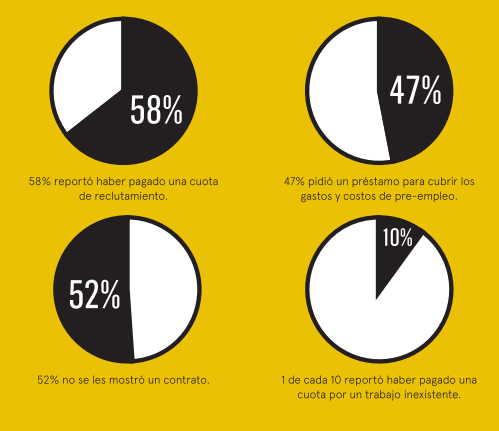 58%
58% reportó haber pagado una cuota
de reclutamiento.
47%
47% pidió un préstamo para cubrir los
gastos y costos de pre-empleo.
52%
52% no se les mostró un contrato.
10%
1 de cada 10 reportó haber pagado una
cuota por un trabajo inexistente.